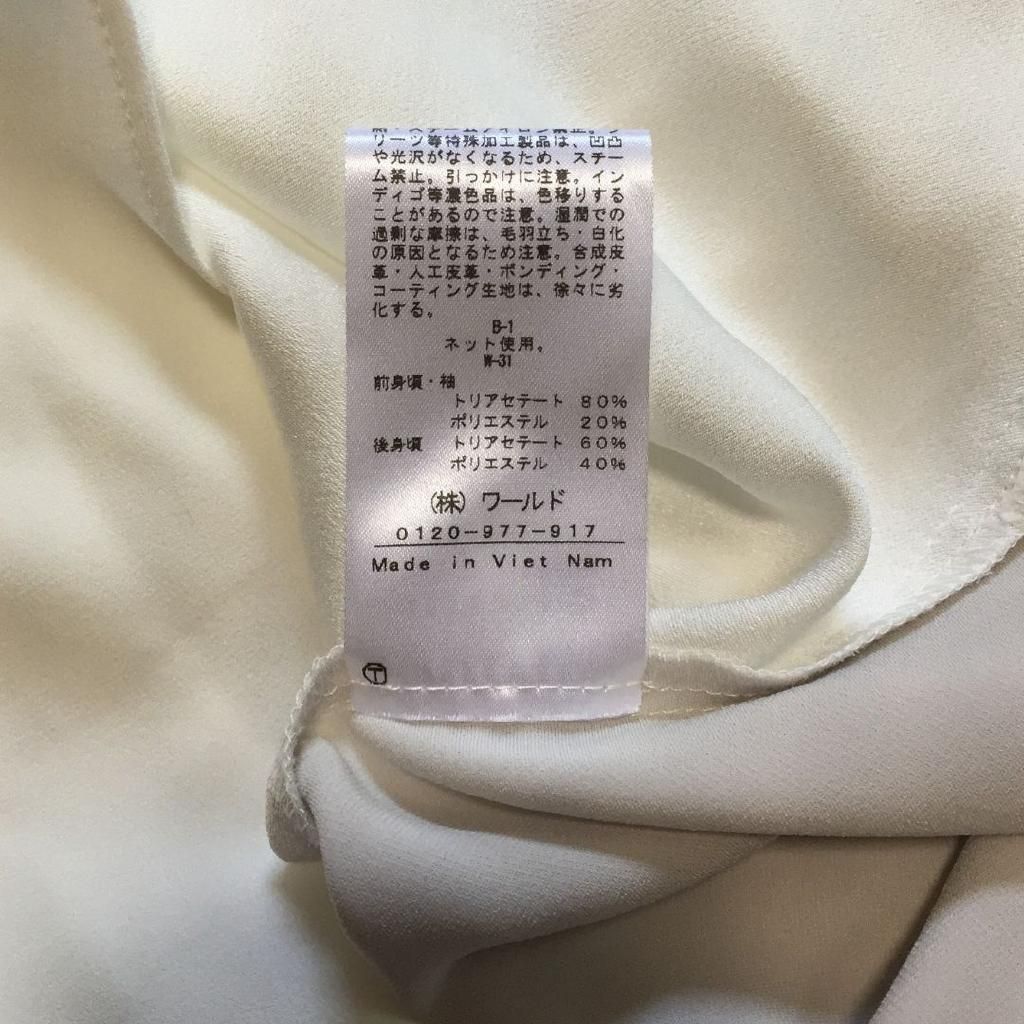 リーツ等特殊加工製品は、凹凸
や光沢がなくなるため、スチー
ム禁止。引っかけに注意。イン
ディゴ等濃色品は、色移りする
ことがあるので注意。湿潤での
過剰な摩擦は、毛羽立ち・白化
の原因となるため注意。合成皮
革・人工皮革・ボンディング・
コーティング生地は、徐々に劣
化する。
B-1
ネット使用。
W-31
前身頃・袖
トリアセテート 80%
ポリエステル 20%
後身頃 トリアセテート 60%
ポリエステル 40%
(株)ワールド
0120-977-917
Made in Viet Nam
T